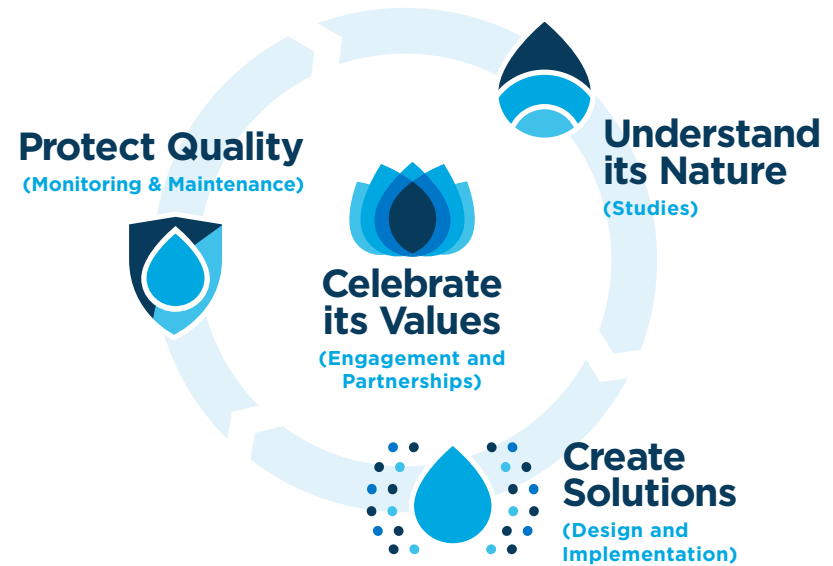 Protect Quality
(Monitoring & Maintenance)
Understand
its Nature
(Studies)
Celebrate
its Values
(Engagement and
Partnerships)
Create
Solutions
(Design and
Implementation)